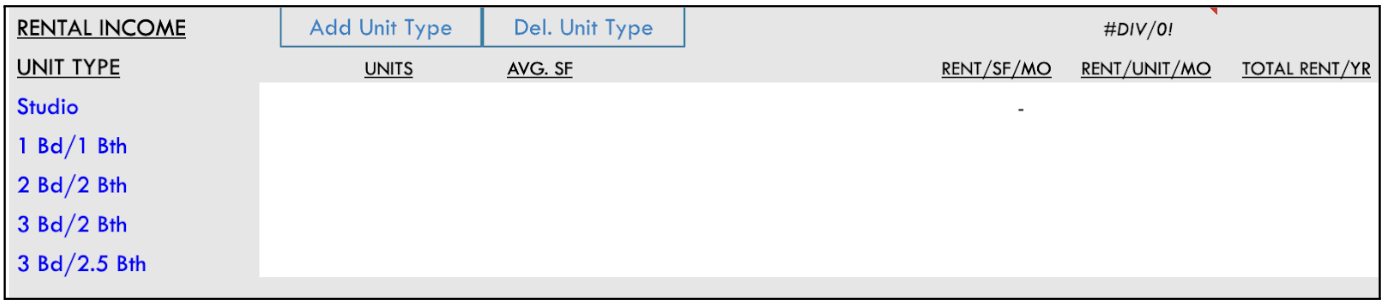 RENTAL INCOME Add Unit Type Del. Unit Type #DIV/0!
UNIT TYPE UNITS AVG. SF RENT/SF/MO RENT/UNIT/MO TOTAL RENT/YR
Studio -
1 Bd/1 Bth
2 Bd/2 Bth
3 Bd/2 Bth
3 Bd/2.5 Bth